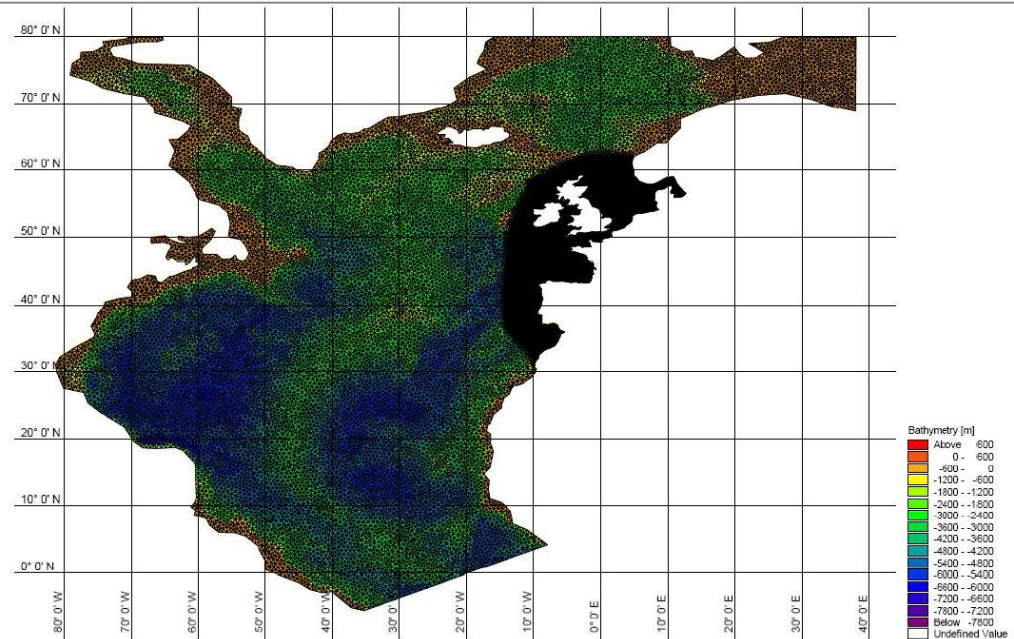 80° 0' N
70° 0' N
60° 0' N
50° 0' N
40° 0' N
30° 0' N
20° 0' N
10° 0' N
0° 0' N
80° 0' W
70° 0' W
60° 0' W
50° 0' W
40° 0' W
30° 0' W
20° 0' W
10° 0' W
0° 0' E
10° 0' E
20° 0' E
30° 0' E
40° 0' E
Bathymetry [m]
Above 600
0 - 600
-600 - 0
-1200 - -600
-1800 - -1200
-2400 - -1800
-3000 - -2400
-3600 - -3000
-4200 - -3600
-4800 - -4200
-5400 - -4800
-6000 - -5400
-6600 - -6000
-7200 - -6600
-7800 - -7200
Below -7800
Undefined Value